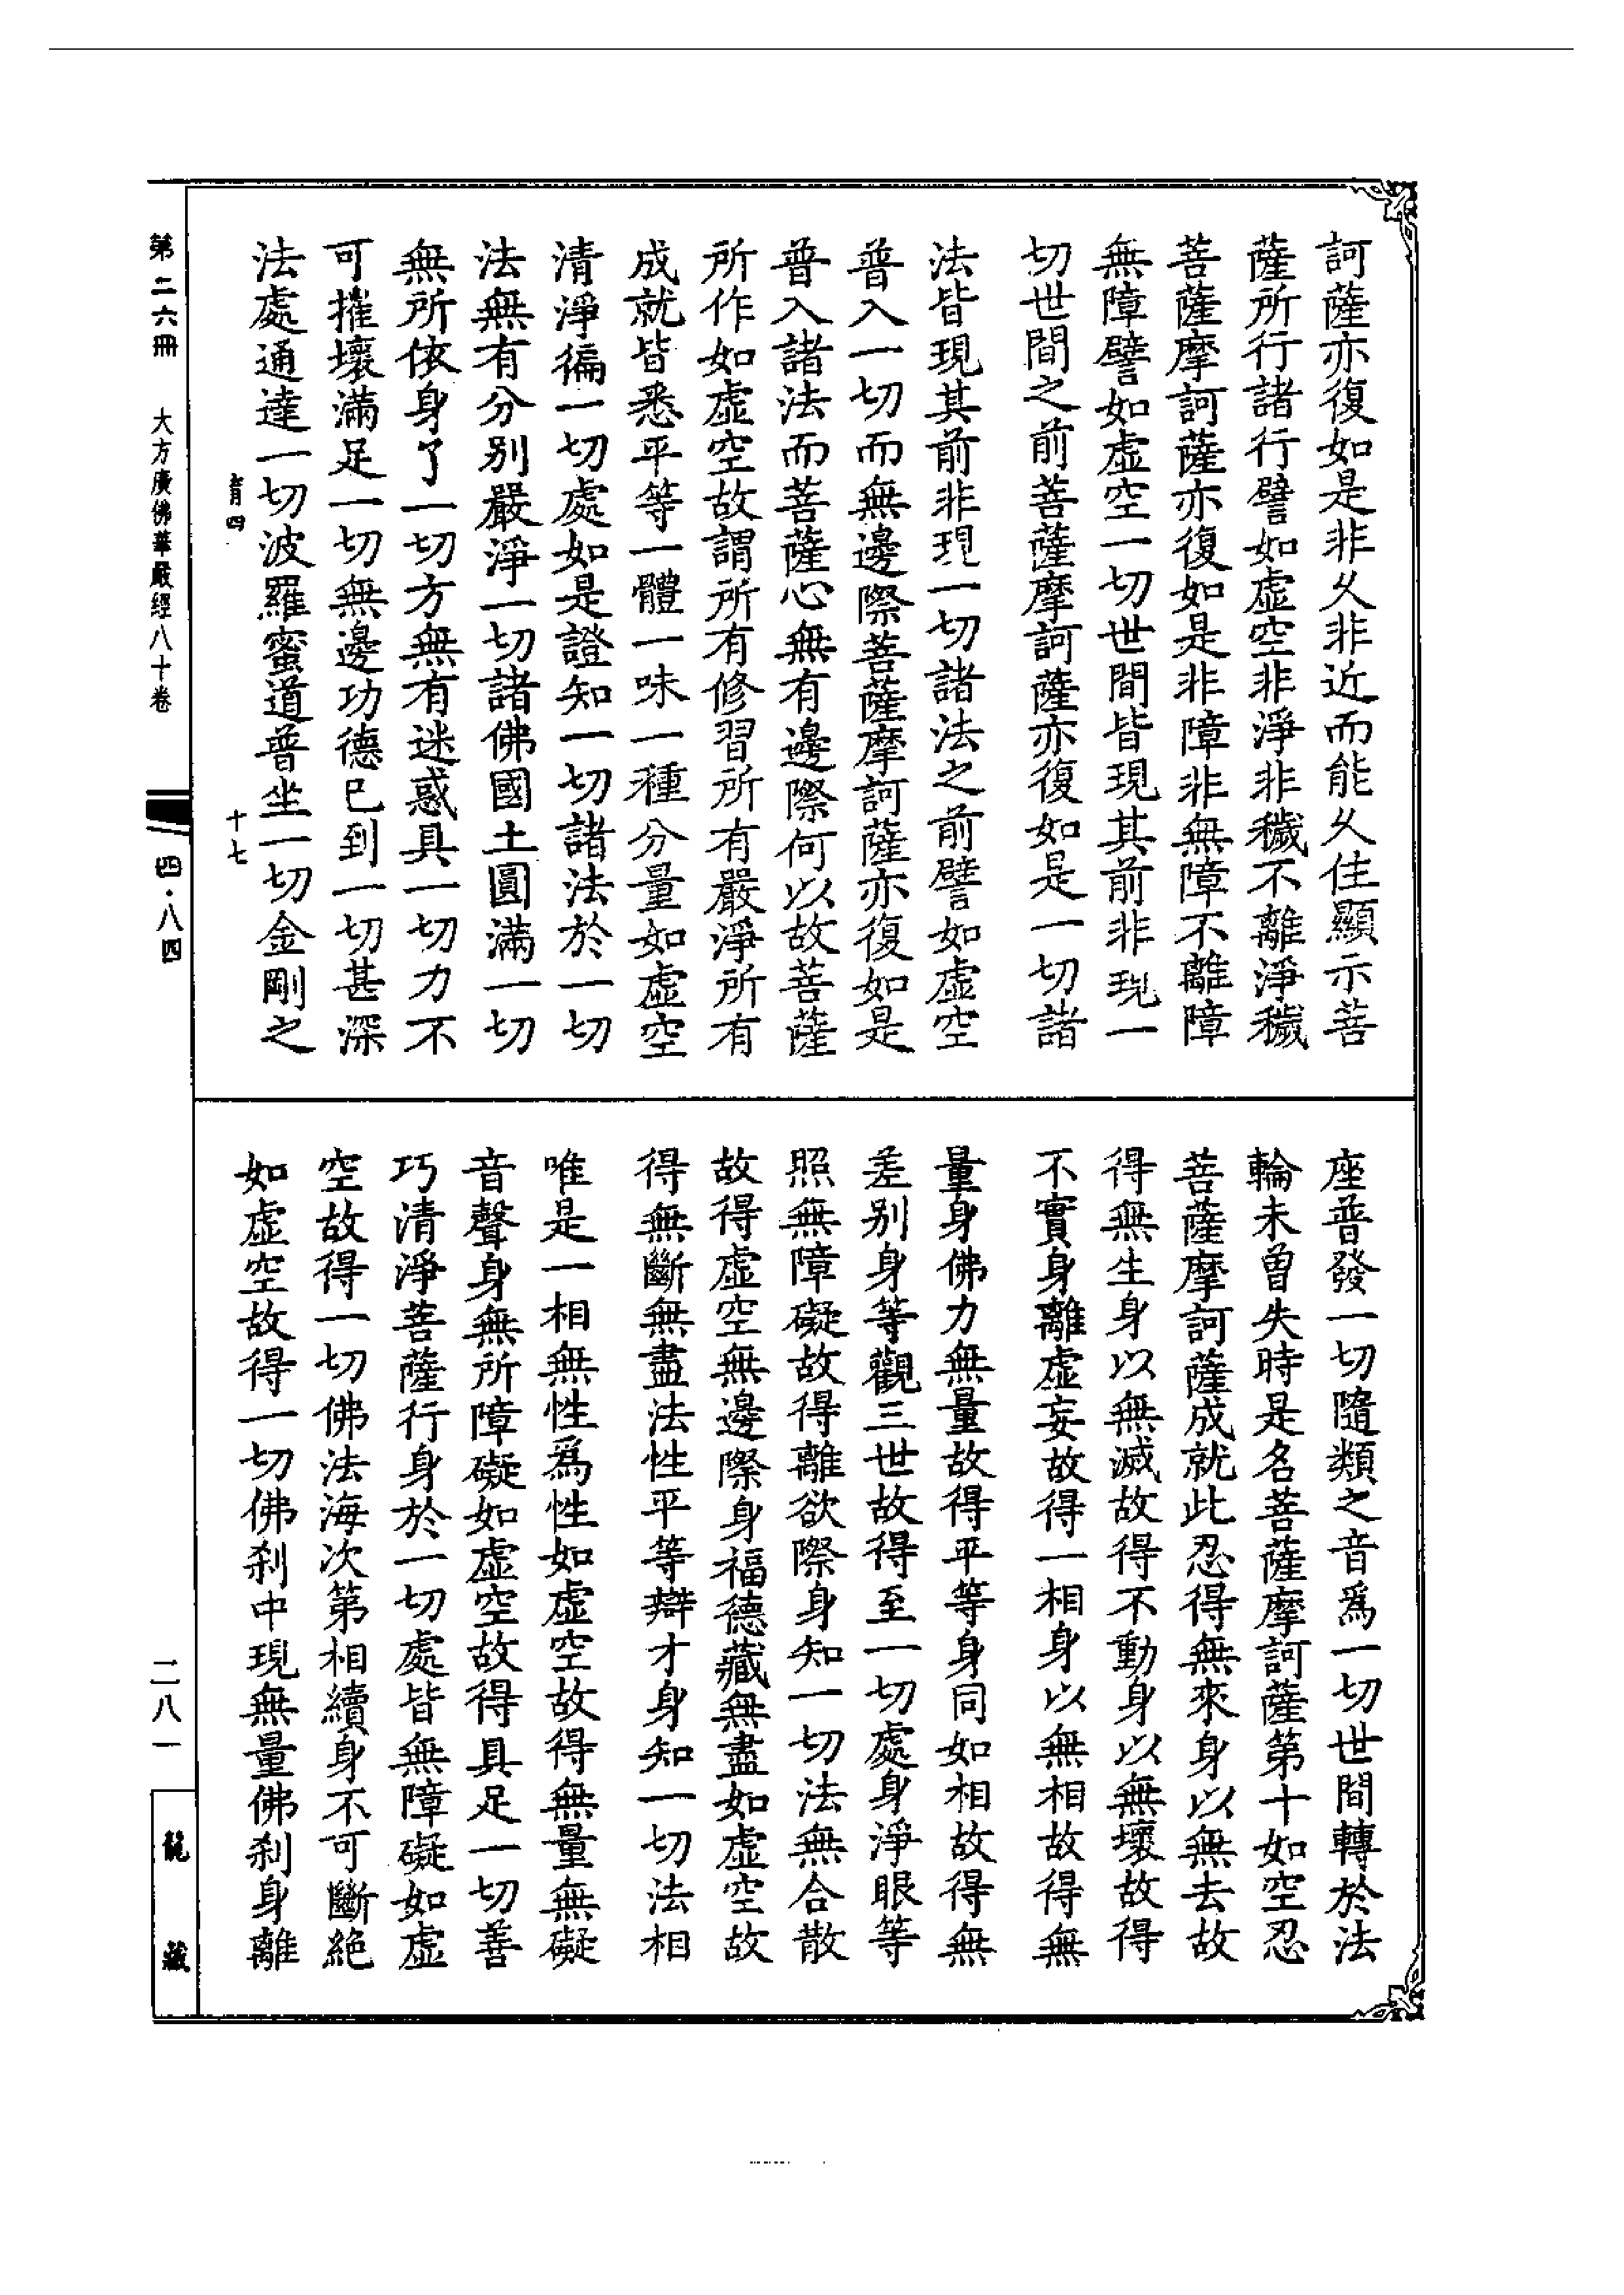 訶薩亦復如是非久非近而能久住顯示菩
薩所行諸行譬如虛空非淨非穢不離淨穢
菩薩摩訶薩亦復如是非障非無障不離障
無障譬如虛空一切世間皆現其前非現一
切世間之前菩薩摩訶薩亦復如是一切諸
法皆現其前非現一切諸法之前譬如虛空
普入一切而無邊際菩薩摩訶薩亦復如是
普入諸法而菩薩心無有邊際何以故菩薩
所作如虛空故謂所有修習所有嚴淨所有
成就皆悉平等一體一味一種分量如虛空
清淨徧一切處如是證知一切諸法於一切
法無有分別嚴淨一切諸佛國土圓滿一切
無所依身了一切方無有迷惑具一切力不
可摧壞滿足一切無邊功德已到一切甚深
法處通達一切波羅蜜道普坐一切金剛之
座普發一切隨類之音爲一切世間轉於法
輪未曾失時是名菩薩摩訶薩第十如空忍
菩薩摩訶薩成就此忍得無來身以無去故
得無生身以無滅故得不動身以無壞故得
不實身離虛妄故得一相身以無相故得無
量身佛力無量故得平等身同如相故得無
差別身等觀三世故得至一切處身淨眼等
照無障礙故得離欲際身知一切法無合散
故得虛空無邊際身福德藏無盡如虛空故
得無斷無盡法性平等辯才身知一切法相
唯是一相無性爲性如虛空故得無量無礙
音聲身無所障礙如虛空故得具足一切善
巧清淨菩薩行身於一切處皆無障礙如虛
空故得一切佛法海次第相續身不可斷絕
如虛空故得一切佛刹中現無量佛刹身離
第二六冊 大方廣佛華嚴經八十卷
四·八四
二八一
龍藏
十七